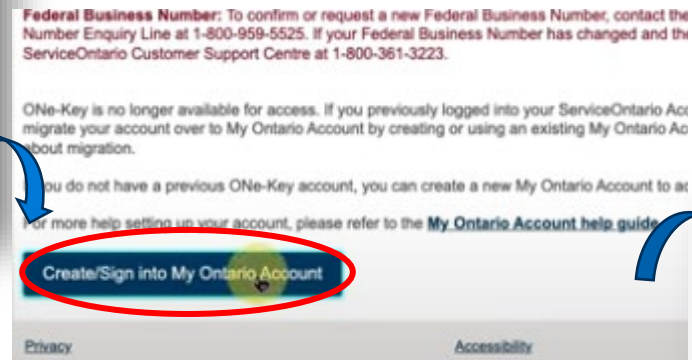 Federal Business Number: To confirm or request a new Federal Business Number, contact the
Number Enquiry Line at 1-800-959-5525. If your Federal Business Number has changed and the
ServiceOntario Customer Support Centre at 1-800-361-3223.
ONe-Key is no longer available for access. If you previously logged into your ServiceOntario Acc
migrate your account over to My Ontario Account by creating or using an existing My Ontario Ac
about migration.
you do not have a previous ONe-Key account, you can create a new My Ontario Account to ac
For more help setting up your account, please refer to the My Ontario Account help guide
Create/Sign into My Ontario Account
Privacy Accessibility